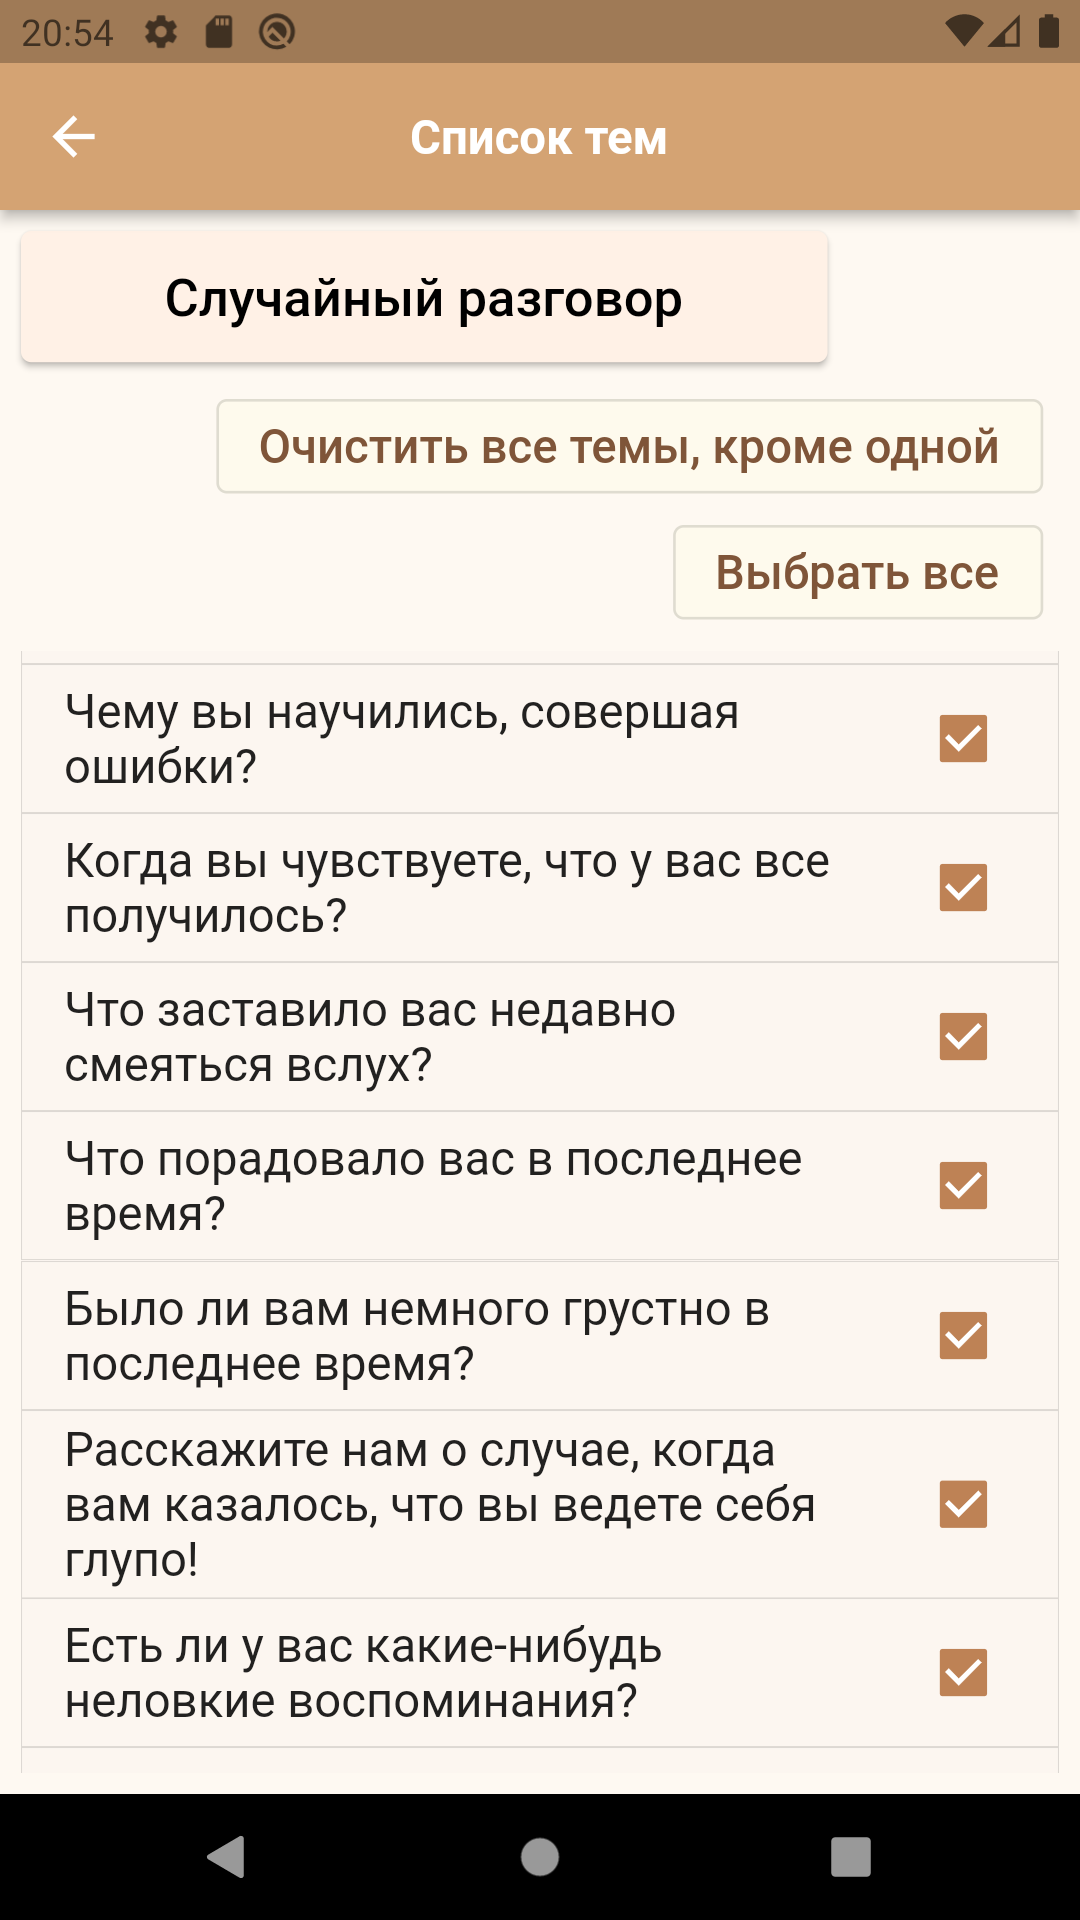 20:54
Список тем
Случайный разговор
Очистить все темы, кроме одной
Выбрать все
Чему вы научились, совершая
ошибки?
Когда вы чувствуете, что у вас все
получилось?
Что заставило вас недавно
смеяться вслух?
Что порадовало вас в последнее
время?
Было ли вам немного грустно в
последнее время?
Расскажите нам о случае, когда
вам казалось, что вы ведете себя
глупо!
Есть ли у вас какие-нибудь
неловкие воспоминания?